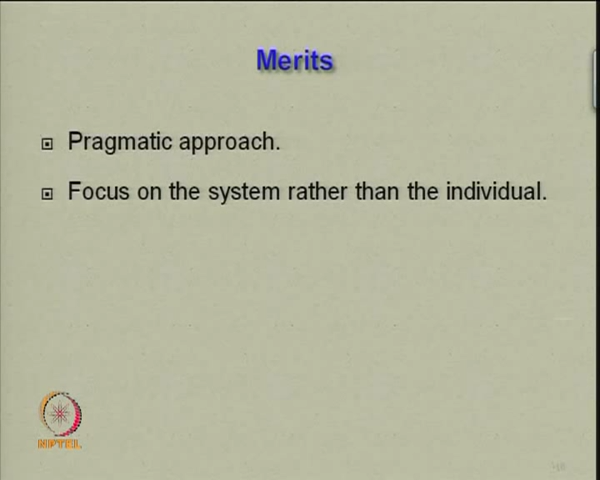 Merits
Pragmatic approach.
Focus on the system rather than the individual.
NPTEL